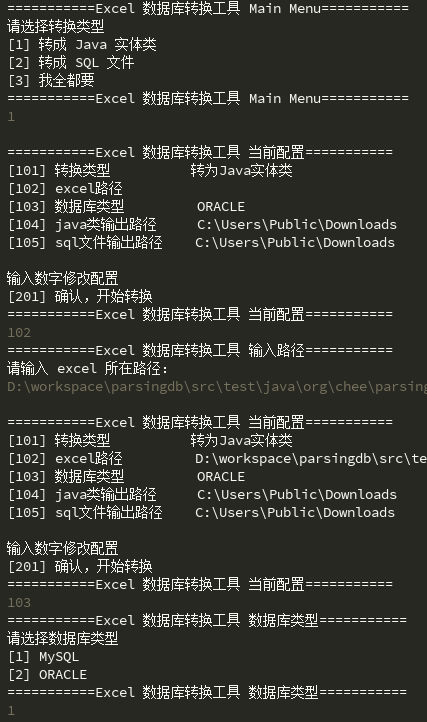 ===========Excel 数据库转换工具 Main Menu===========
请选择转换类型
[1] 转成 Java 实体类
[2] 转成 SQL 文件
[3] 我全都要
===========Excel 数据库转换工具 Main Menu===========
1
===========Excel 数据库转换工具 当前配置===========
[101] 转换类型          转为Java实体类
[102] excel路径
[103] 数据库类型          ORACLE
[104] java类输出路径     C:\Users\Public\Downloads
[105] sql文件输出路径    C:\Users\Public\Downloads
输入数字修改配置
[201] 确认，开始转换
===========Excel 数据库转换工具 当前配置===========
102
===========Excel 数据库转换工具 输入路径===========
请输入 excel 所在路径:
D:\workspace\parsingdb\src\test\java\org\chee\parsing
===========Excel 数据库转换工具 当前配置===========
[101] 转换类型          转为Java实体类
[102] excel路径         D:\workspace\parsingdb\src\te
[103] 数据库类型          ORACLE
[104] java类输出路径     C:\Users\Public\Downloads
[105] sql文件输出路径    C:\Users\Public\Downloads
输入数字修改配置
[201] 确认，开始转换
===========Excel 数据库转换工具 当前配置===========
103
===========Excel 数据库转换工具 数据库类型===========
请选择数据库类型
[1] MySQL
[2] ORACLE
===========Excel 数据库转换工具 数据库类型===========
1